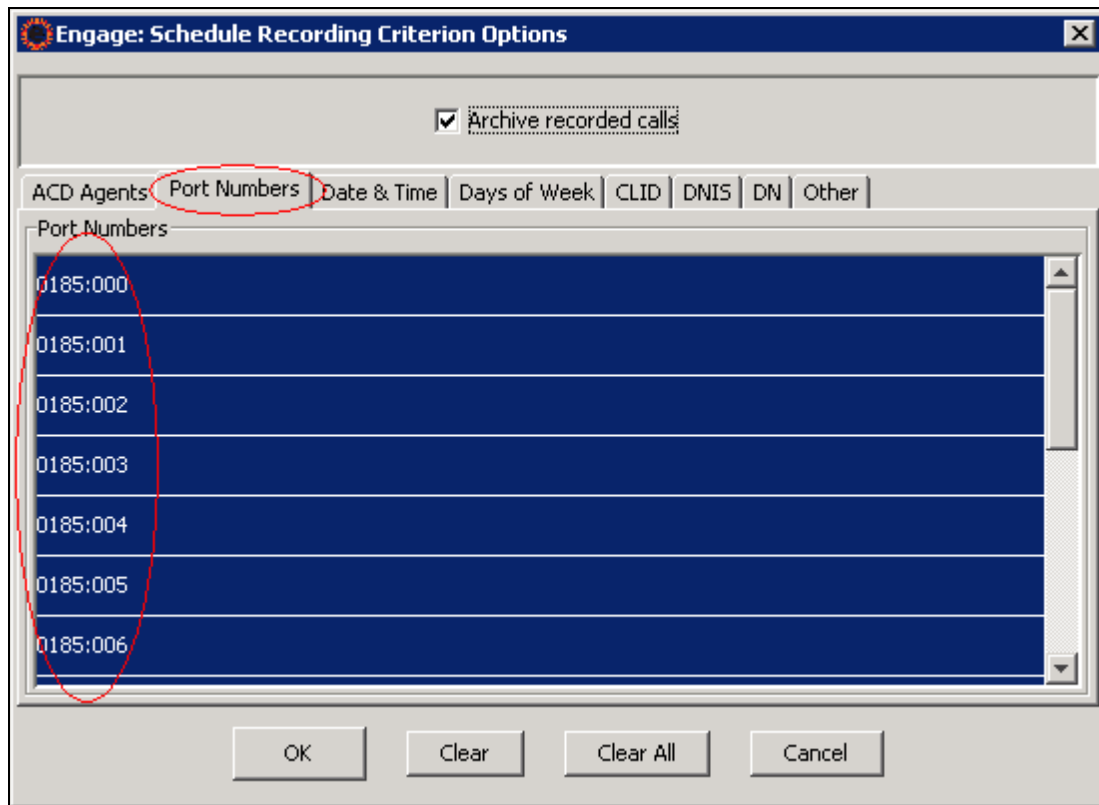 Engage: Schedule Recording Criterion Options
Archive recorded calls
ACD Agents Port Numbers Date & Time Days of Week CLID DNIS DN Other
Port Numbers
0185:000
0185:001
0185:002
0185:003
0185:004
0185:005
0185:006
OK Clear Clear All Cancel